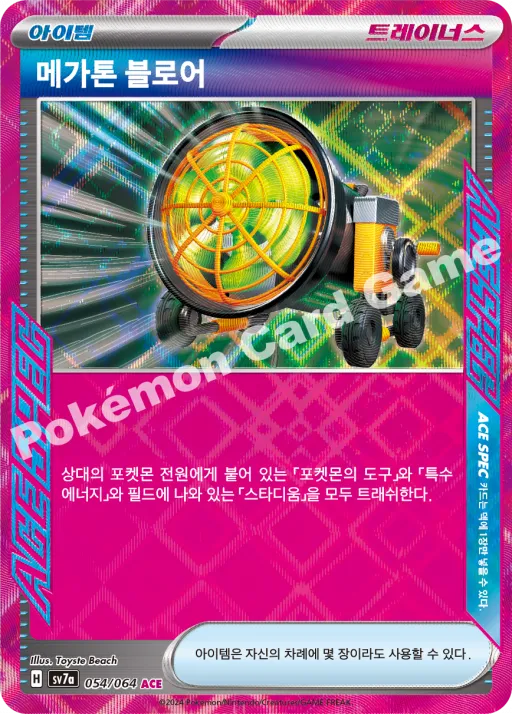 아이템
트레이너스
메가톤 블로어
Pokémon Card Game
ACE SPEC
ACE SPEC
ACE SPEC 카드는 덱에 1장만 넣을 수 있다.
상대의 포켓몬 전원에게 붙어 있는 「포켓몬의 도구」와 「특수
에너지」와 필드에 나와 있는 「스타디움」을 모두 트래쉬한다.
Illus. Tayste Beach
아이템은 자신의 차례에 몇 장이라도 사용할 수 있다.
H sv7a 054/064 ACE
©2024 Pokémon/Nintendo/Creatures/GAME FREAK.